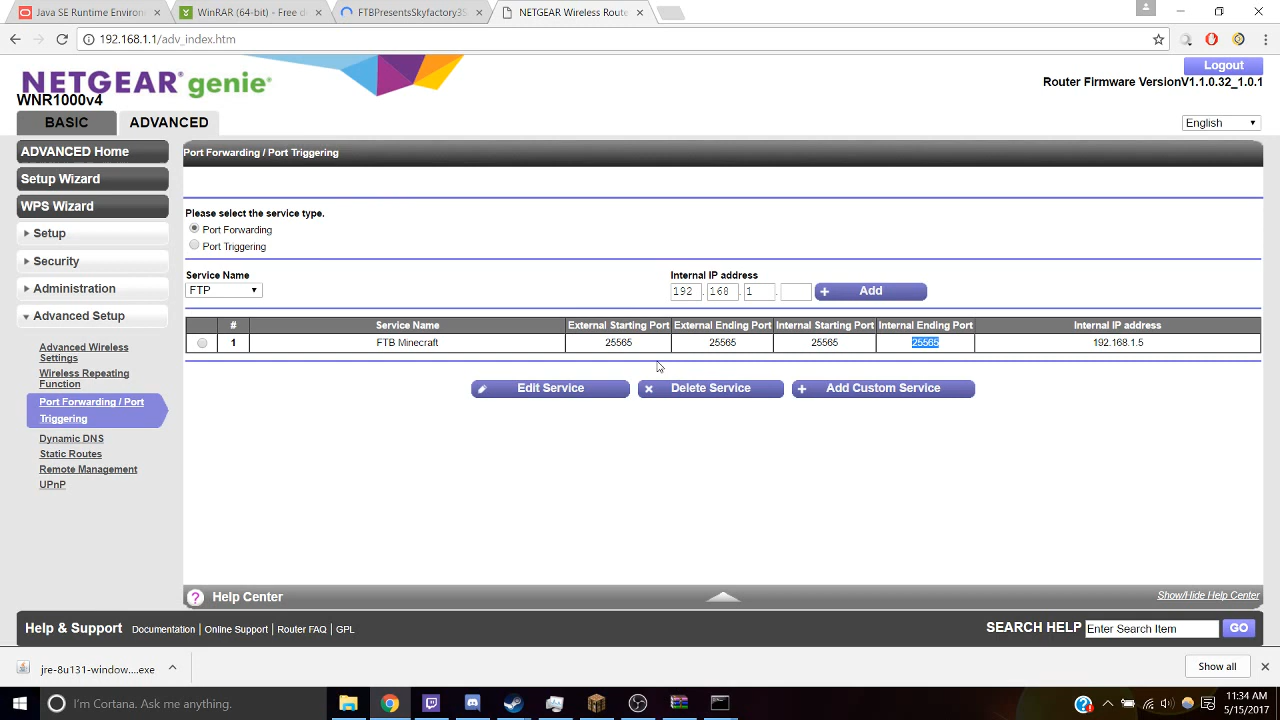 Java SE Runtime Environ
WinRAR (64-bit) - Free d
FTBPresentsSkyfactory3S
NETGEAR Wireless Route
192.168.1.1/adv_index.htm
NETGEAR® genie®
WNR1000v4
Logout
Router Firmware VersionV1.1.0.32_1.0.1
BASIC
ADVANCED
English
ADVANCED Home
Setup Wizard
WPS Wizard
Setup
Security
Administration
Advanced Setup
Advanced Wireless
Settings
Wireless Repeating
Function
Port Forwarding / Port
Triggering
Dynamic DNS
Static Routes
Remote Management
UPnP
Port Forwarding / Port Triggering
Please select the service type.
Port Forwarding
Port Triggering
Service Name
FTP
Internal IP address
192 . 168 . 1 .
+ Add
# Service Name External Starting Port External Ending Port Internal Starting Port Internal Ending Port Internal IP address
1 FTB Minecraft 25565 25565 25565 25565 192.168.1.5
Edit Service
Delete Service
Add Custom Service
? Help Center
Show/Hide Help Center
Help & Support Documentation | Online Support | Router FAQ | GPL
SEARCH HELP Enter Search Item GO
jre-8u131-window....exe
Show all
I'm Cortana. Ask me anything.
11:34 AM
5/15/2017